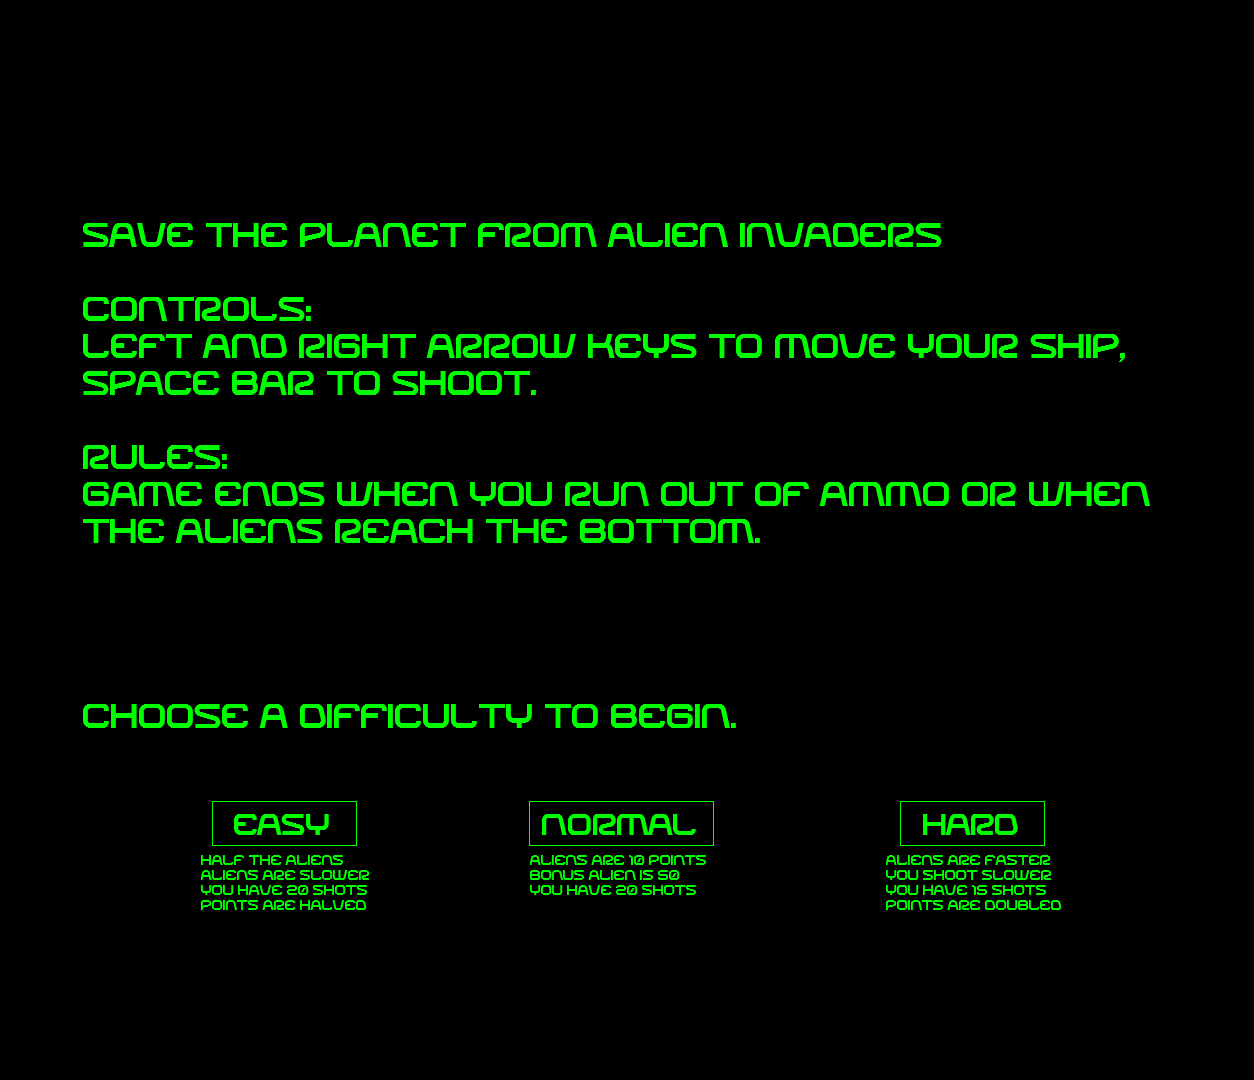 SAVE THE PLANET FROM ALIEN INVADERS
CONTROLS:
LEFT AND RIGHT ARROW KEYS TO MOVE YOUR SHIP,
SPACE BAR TO SHOOT.
RULES:
GAME ENDS WHEN YOU RUN OUT OF AMMO OR WHEN
THE ALIENS REACH THE BOTTOM.
CHOOSE A DIFFICULTY TO BEGIN.
EASY
HALF THE ALIENS
ALIENS ARE SLOWER
YOU HAVE 20 SHOTS
POINTS ARE HALVED
NORMAL
ALIENS ARE 10 POINTS
BONUS ALIEN IS 50
YOU HAVE 20 SHOTS
HARD
ALIENS ARE FASTER
YOU SHOOT SLOWER
YOU HAVE 15 SHOTS
POINTS ARE DOUBLED